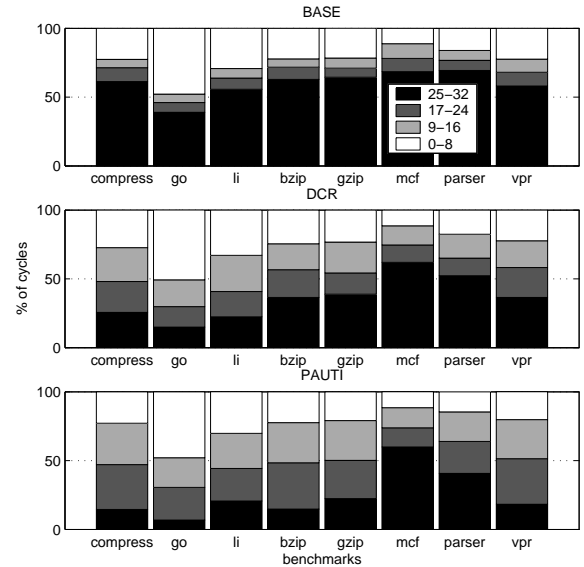 BASE
100
50
0
25−32
17−24
9−16
0−8
compress go li bzip gzip mcf parser vpr
DCR
100
50
0
% of cycles
compress go li bzip gzip mcf parser vpr
PAUTI
100
50
0
compress go li bzip gzip mcf parser vpr
benchmarks